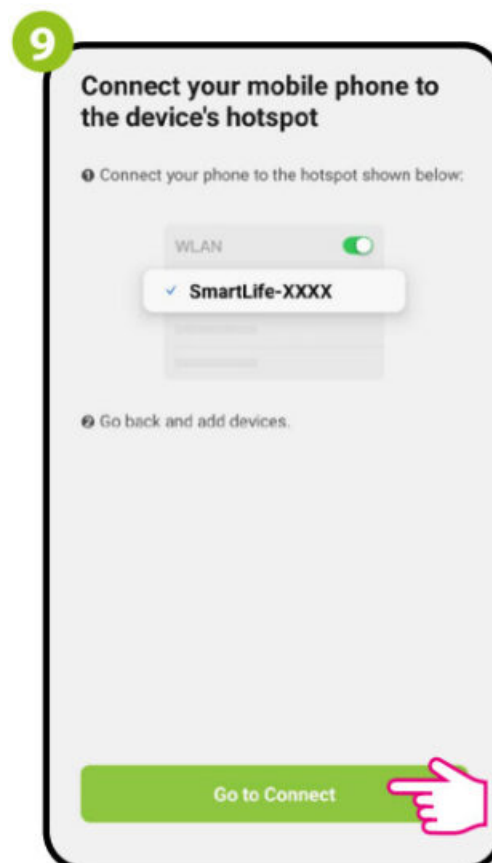 9
Connect your mobile phone to
the device's hotspot
❶ Connect your phone to the hotspot shown below:
WLAN
✓ SmartLife-XXXX
❷ Go back and add devices.
Go to Connect